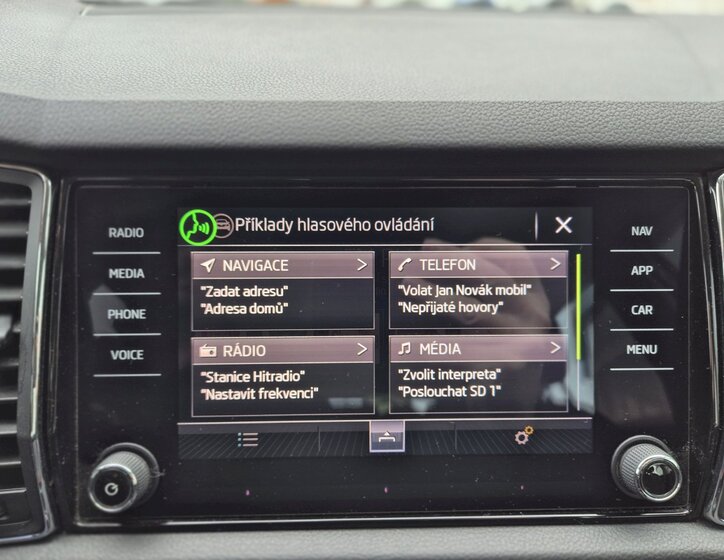 RADIO
MEDIA
PHONE
VOICE
Příklady hlasového ovládání
NAVIGACE
"Zadat adresu"
"Adresa domů"
TELEFON
"Volat Jan Novák mobil"
"Nepřijaté hovory"
RÁDIO
"Stanice Hitradio"
"Nastavit frekvenci"
MÉDIA
"Zvolit interpreta"
"Poslouchat SD 1"
NAV
APP
CAR
MENU